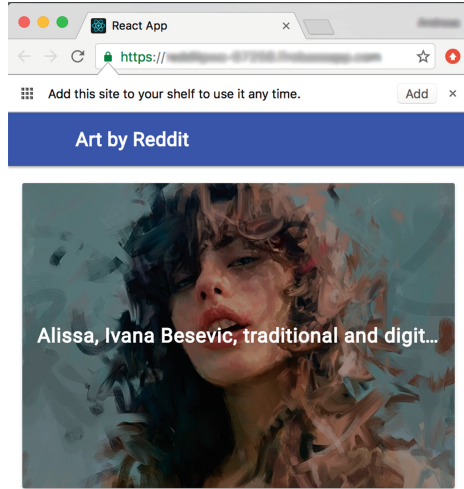 React App
https://
Add this site to your shelf to use it any time. Add
Art by Reddit
Alissa, Ivana Besevic, traditional and digit...